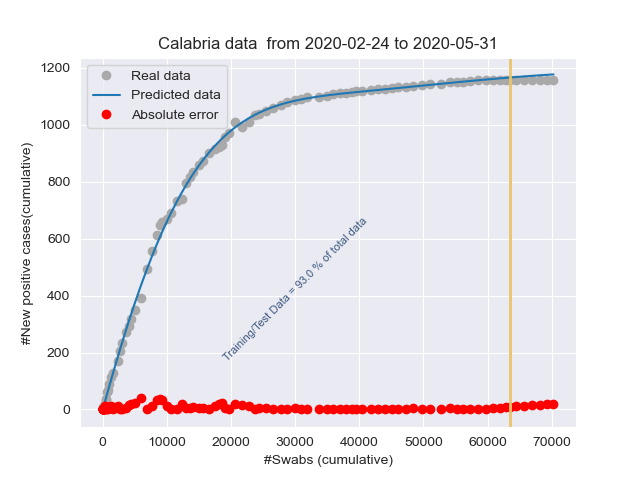 Calabria data  from 2020-02-24 to 2020-05-31
Real data
Predicted data
Absolute error
#New positive cases(cumulative)
1200
1000
800
600
400
200
0
Training/Test Data = 93.0 % of total data
0 10000 20000 30000 40000 50000 60000 70000
#Swabs (cumulative)